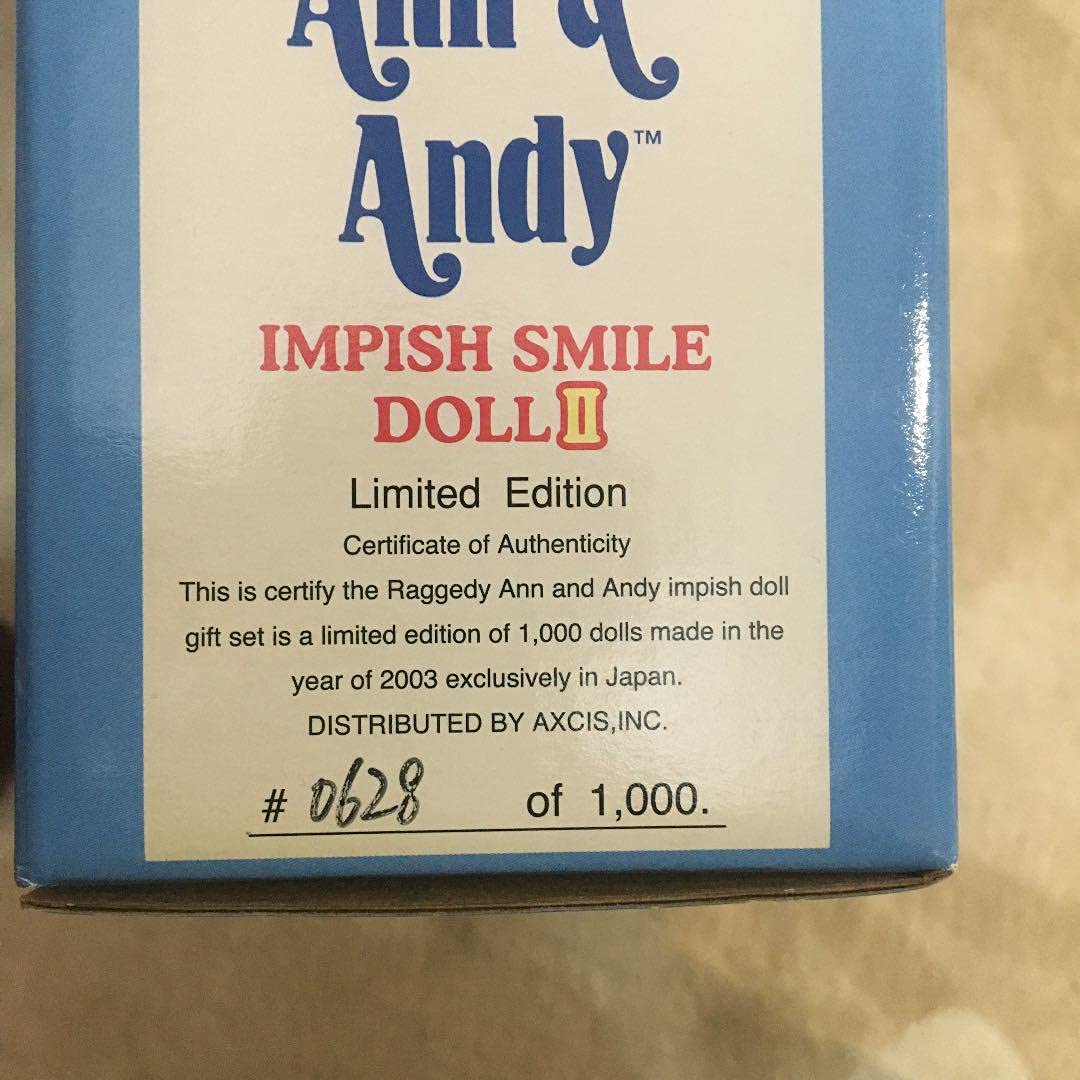 Ann &
Andy™
IMPISH SMILE
DOLL II
Limited Edition
Certificate of Authenticity
This is certify the Raggedy Ann and Andy impish doll
gift set is a limited edition of 1,000 dolls made in the
year of 2003 exclusively in Japan.
DISTRIBUTED BY AXCIS,INC.
# 0628 of 1,000.